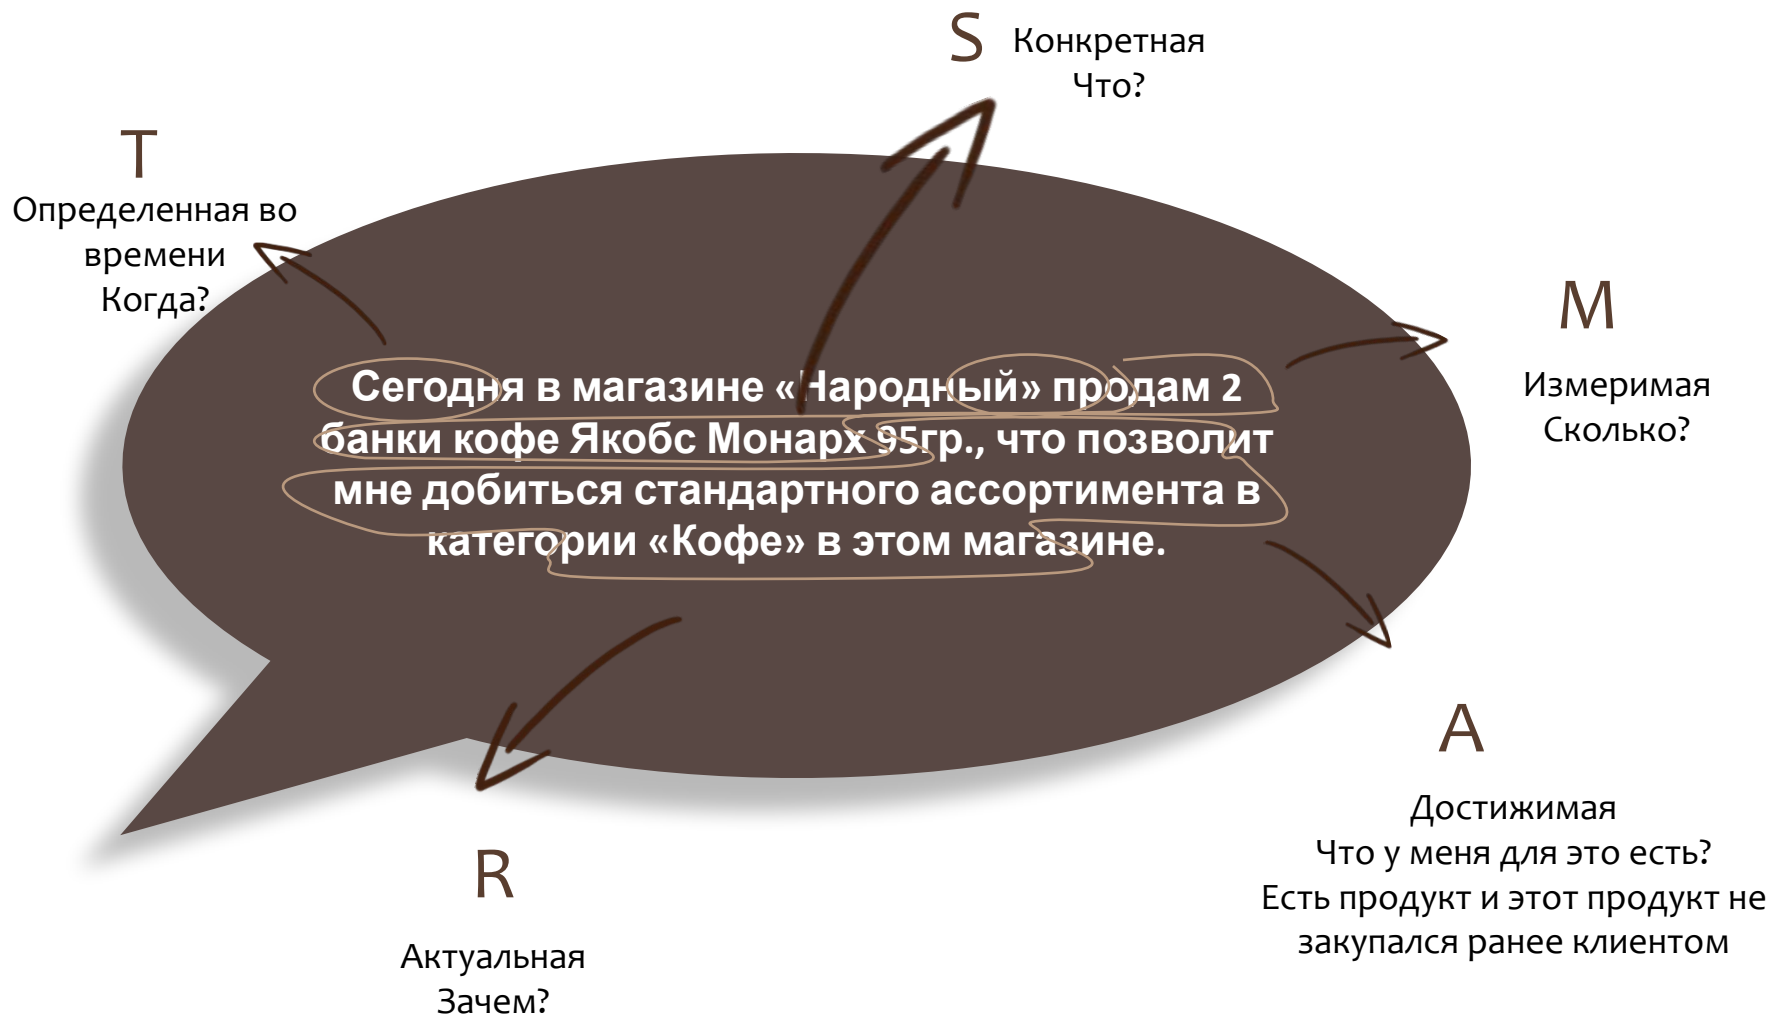 S
Конкретная
Что?
T
Определенная во
времени
Когда?
M
Измеримая
Сколько?
Сегодня в магазине «Народный» продам 2
банки кофе Якобс Монарх 95гр., что позволит
мне добиться стандартного ассортимента в
категории «Кофе» в этом магазине.
A
Достижимая
Что у меня для это есть?
Есть продукт и этот продукт не
закупался ранее клиентом
R
Актуальная
Зачем?